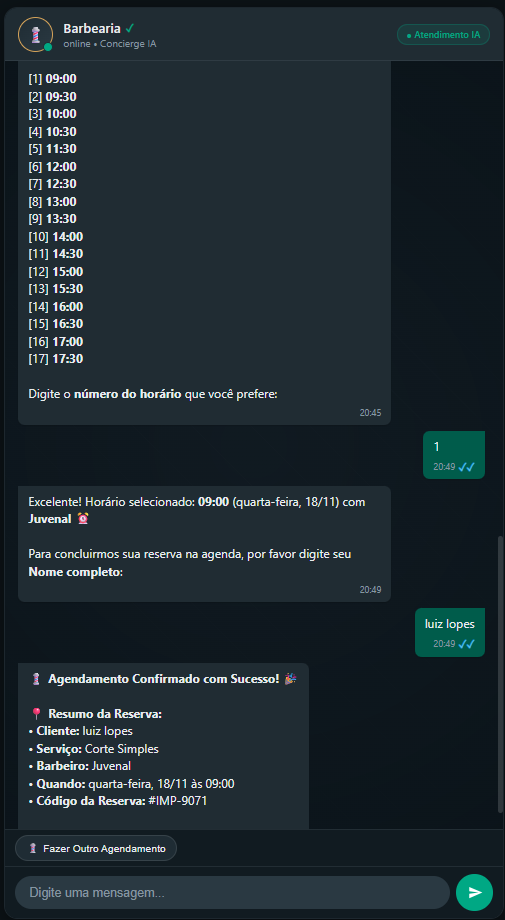 Barbearia ✓
online • Concierge IA
● Atendimento IA
[1] 09:00
[2] 09:30
[3] 10:00
[4] 10:30
[5] 11:30
[6] 12:00
[7] 12:30
[8] 13:00
[9] 13:30
[10] 14:00
[11] 14:30
[12] 15:00
[13] 15:30
[14] 16:00
[15] 16:30
[16] 17:00
[17] 17:30
Digite o número do horário que você prefere:
20:45
1
20:49 ✓✓
Excelente! Horário selecionado: 09:00 (quarta-feira, 18/11) com
Juvenal ⏰
Para concluirmos sua reserva na agenda, por favor digite seu
Nome completo:
20:49
luiz lopes
20:49 ✓✓
💈 Agendamento Confirmado com Sucesso! 🎉
📍 Resumo da Reserva:
• Cliente: luiz lopes
• Serviço: Corte Simples
• Barbeiro: Juvenal
• Quando: quarta-feira, 18/11 às 09:00
• Código da Reserva: #IMP-9071
💈 Fazer Outro Agendamento
Digite uma mensagem...